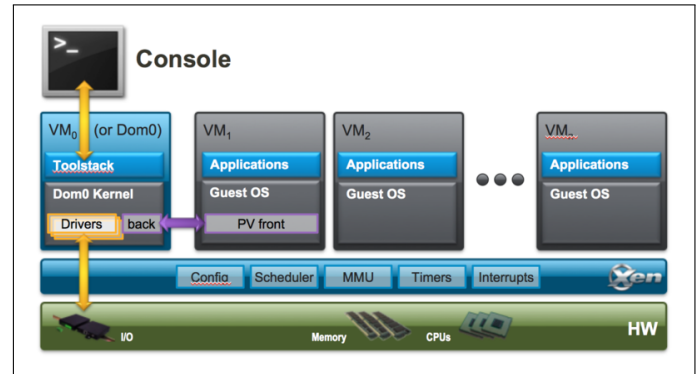 >_
Console
VM0 (or Dom0)
Toolstack
Dom0 Kernel
Drivers
back
VM1
Applications
Guest OS
PV front
VM2
Applications
Guest OS
VMn
Applications
Guest OS
Config
Scheduler
MMU
Timers
Interrupts
Xen
I/O
Memory
CPUs
HW